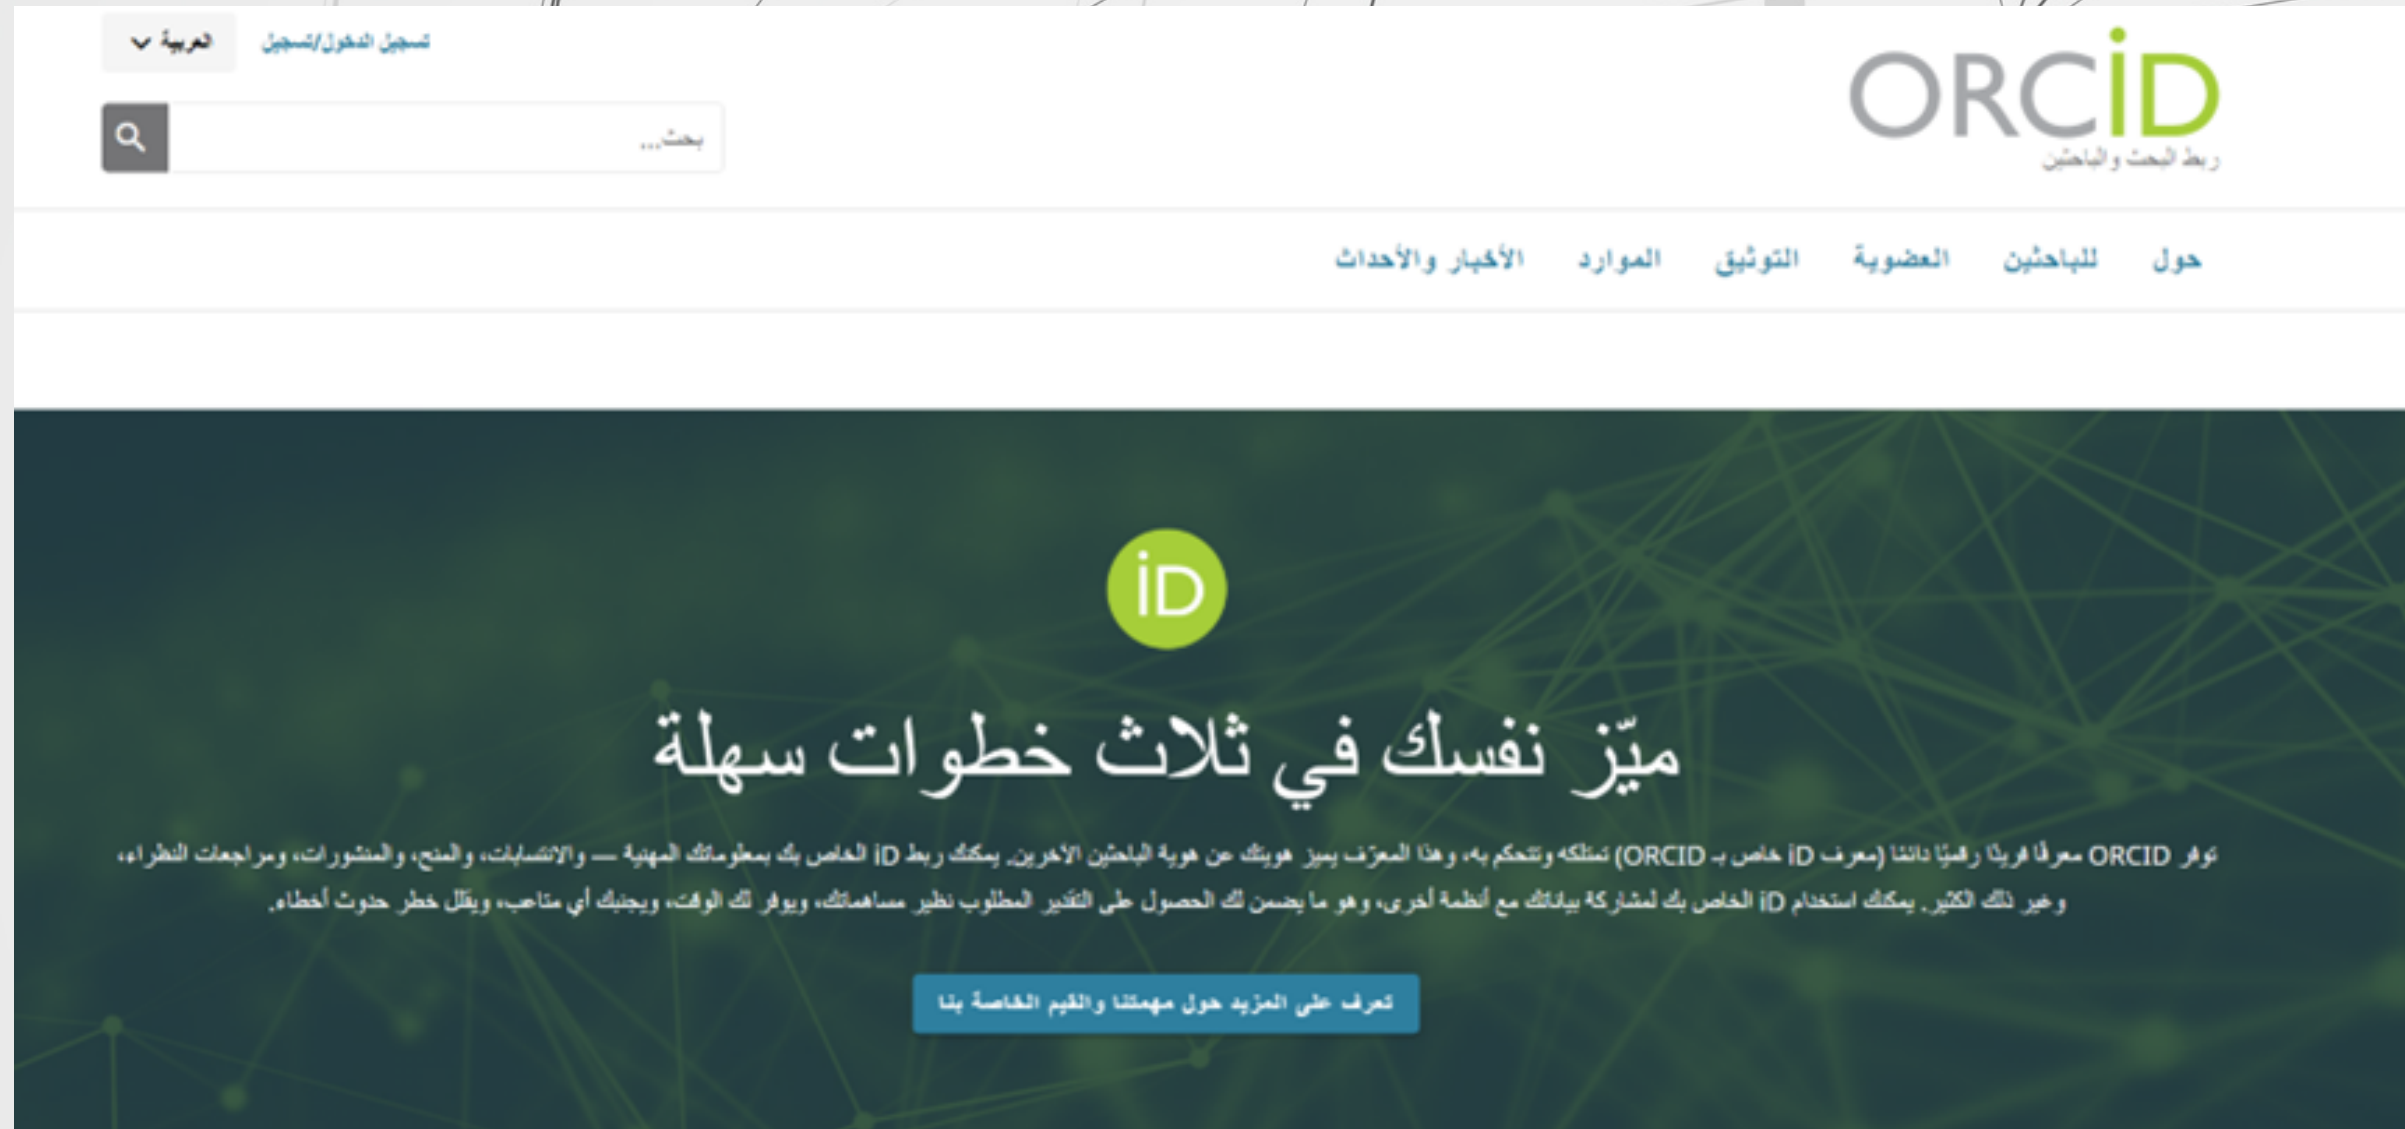 ORCID
ربط البحث والباحثين
تسجيل الدخول/تسجيل
العربية
بحث...
حول
للباحثين
العضوية
التوثيق
الموارد
الأخبار والأحداث
iD
ميّز نفسك في ثلاث خطوات سهلة
توفر ORCID معرفًا فريدًا رقميًا دائمًا (معرف iD خاص بـ ORCID) تمتلكه وتتحكم به، وهذا المعرّف يميز هويتك عن هوية الباحثين الآخرين. يمكنك ربط iD الخاص بك بمعلوماتك المهنية — والانتسابات، والمنح، والمنشورات، ومراجعات النظراء،
وغير ذلك الكثير. يمكنك استخدام iD الخاص بك لمشاركة بياناتك مع أنظمة أخرى، وهو ما يضمن لك الحصول على التقدير المطلوب نظير مساهماتك، ويوفر لك الوقت، ويجنبك أي متاعب، ويقلل خطر حدوث أخطاء.
تعرف على المزيد حول مهمتنا والقيم الخاصة بنا